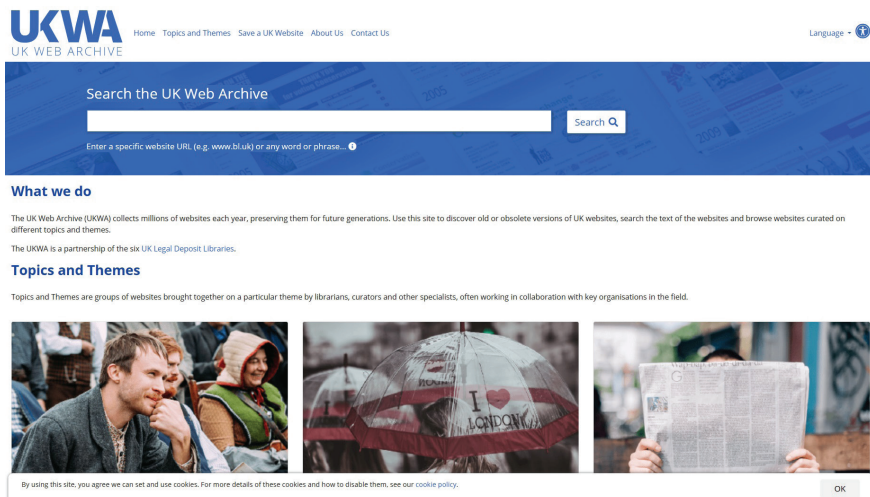 UKWA
UK WEB ARCHIVE
Home Topics and Themes Save a UK Website About Us Contact Us
Language
Search the UK Web Archive
2005
2009
Search
Enter a specific website URL (e.g. www.bl.uk) or any word or phrase...
What we do
The UK Web Archive (UKWA) collects millions of websites each year, preserving them for future generations. Use this site to discover old or obsolete versions of UK websites, search the text of the websites and browse websites curated on
different topics and themes.
The UKWA is a partnership of the six UK Legal Deposit Libraries.
Topics and Themes
Topics and Themes are groups of websites brought together on a particular theme by librarians, curators and other specialists, often working in collaboration with key organisations in the field.
I
LONDON
By using this site, you agree we can set and use cookies. For more details of these cookies and how to disable them, see our cookie policy.
OK